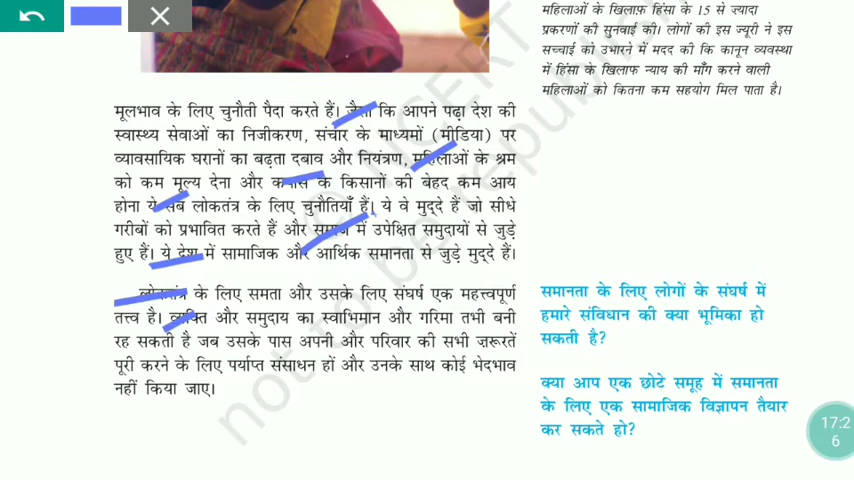 महिलाओं के खिलाफ़ हिंसा के 15 से ज्यादा
प्रकरणों की सुनवाई की। लोगों की इस ज्यूरी ने इस
सच्चाई को उभारने में मदद की कि कानून व्यवस्था
में हिंसा के खिलाफ न्याय की माँग करने वाली
महिलाओं को कितना कम सहयोग मिल पाता है।
मूलभाव के लिए चुनौती पैदा करते हैं। जैसा कि आपने पढ़ा देश की
स्वास्थ्य सेवाओं का निजीकरण, संचार के माध्यमों (मीडिया) पर
व्यावसायिक घरानों का बढ़ता दबाव और नियंत्रण, महिलाओं के श्रम
को कम मूल्य देना और कपास के किसानों की बेहद कम आय
होना ये सब लोकतंत्र के लिए चुनौतियाँ हैं। ये वे मुद्दे हैं जो सीधे
गरीबों को प्रभावित करते हैं और समाज में उपेक्षित समुदायों से जुड़े
हुए हैं। ये देश में सामाजिक और आर्थिक समानता से जुड़े मुद्दे हैं।
लोकतंत्र के लिए समता और उसके लिए संघर्ष एक महत्त्वपूर्ण
तत्त्व है। व्यक्ति और समुदाय का स्वाभिमान और गरिमा तभी बनी
रह सकती है जब उसके पास अपनी और परिवार की सभी ज़रूरतें
पूरी करने के लिए पर्याप्त संसाधन हों और उनके साथ कोई भेदभाव
नहीं किया जाए।
समानता के लिए लोगों के संघर्ष में
हमारे संविधान की क्या भूमिका हो
सकती है?
क्या आप एक छोटे समूह में समानता
के लिए एक सामाजिक विज्ञापन तैयार
कर सकते हो?
17:2
6
© NCERT
not to be republi